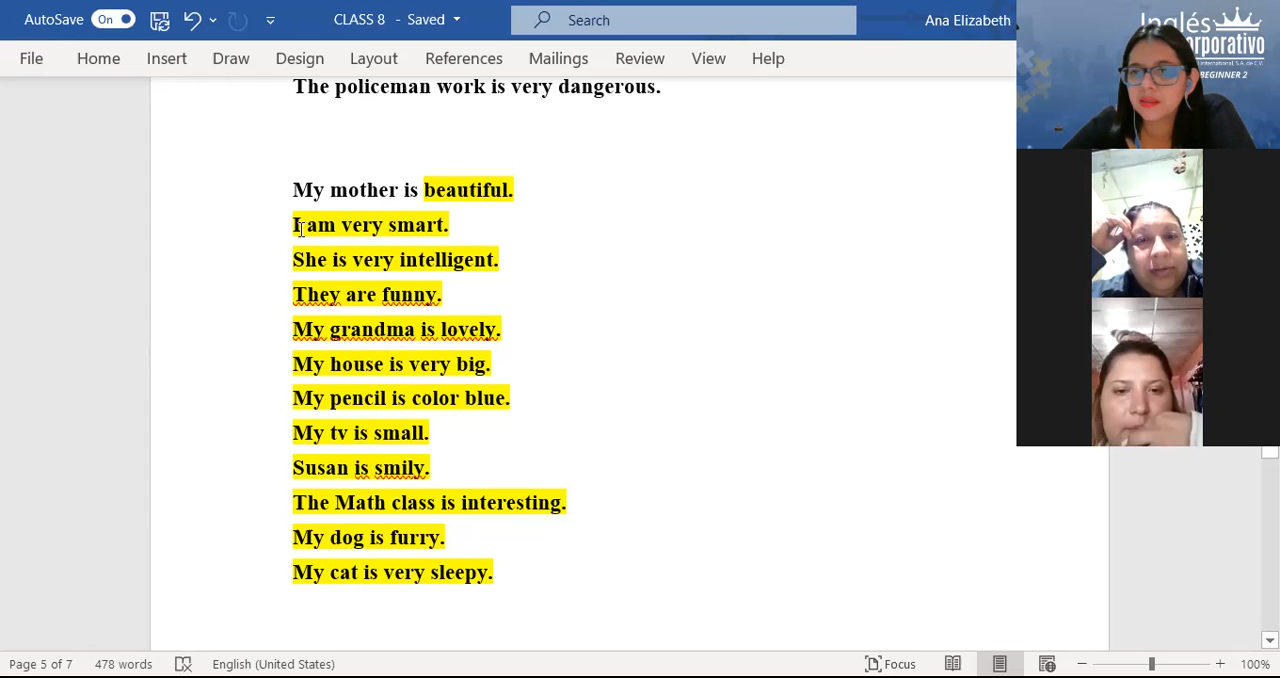 AutoSave On CLASS 8 - Saved Search Ana Elizabeth
File Home Insert Draw Design Layout References Mailings Review View Help
Inglés
orporativo
BEGINNER 2
The policeman work is very dangerous.
My mother is beautiful.
I am very smart.
She is very intelligent.
They are funny.
My grandma is lovely.
My house is very big.
My pencil is color blue.
My tv is small.
Susan is smily.
The Math class is interesting.
My dog is furry.
My cat is very sleepy.
Page 5 of 7 478 words English (United States) Focus 100%